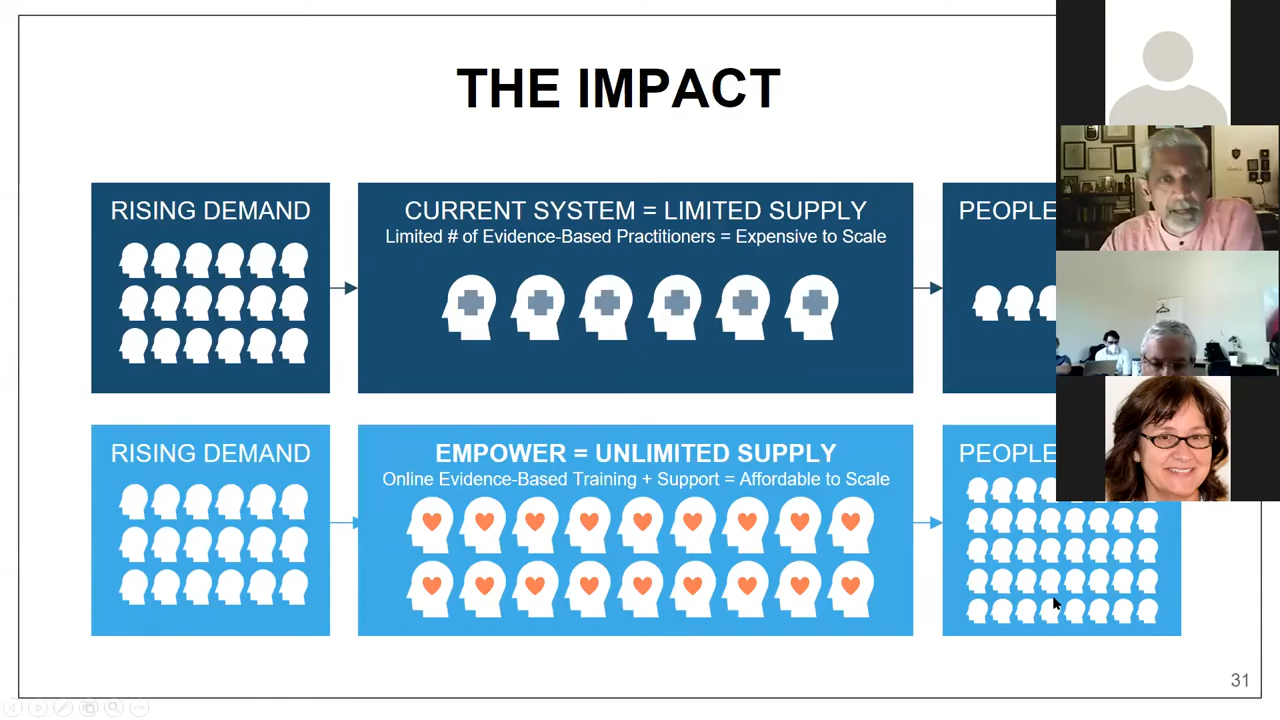 THE IMPACT
RISING DEMAND
CURRENT SYSTEM = LIMITED SUPPLY
Limited # of Evidence-Based Practitioners = Expensive to Scale
PEOPLE
RISING DEMAND
EMPOWER = UNLIMITED SUPPLY
Online Evidence-Based Training + Support = Affordable to Scale
PEOPLE
31